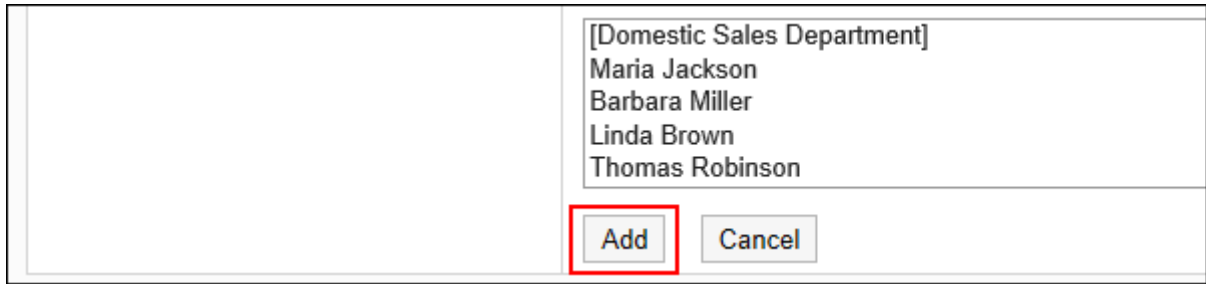 [Domestic Sales Department]
Maria Jackson
Barbara Miller
Linda Brown
Thomas Robinson
Add Cancel